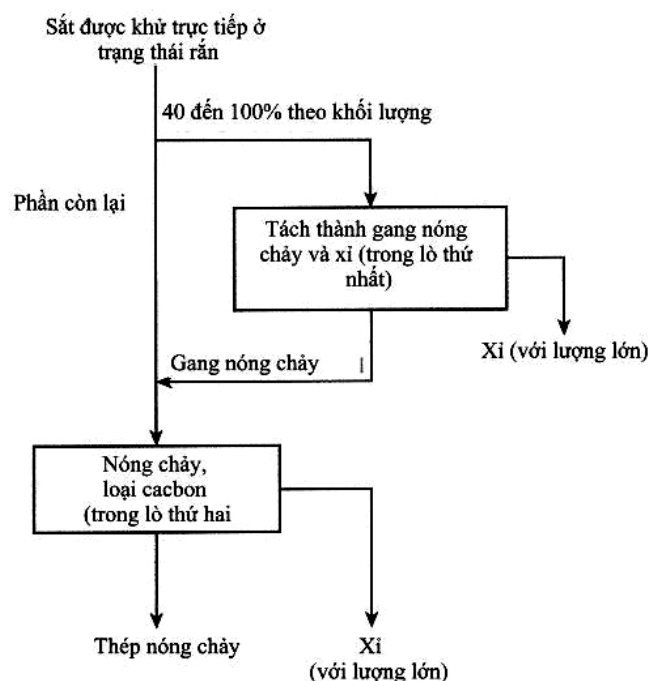 Sắt được khử trực tiếp ở
trạng thái rắn
40 đến 100% theo khối lượng
Phần còn lại
Tách thành gang nóng
chảy và xỉ (trong lò thứ
nhất)
Xỉ (với lượng lớn)
Gang nóng chảy
Nóng chảy,
loại cacbon
(trong lò thứ hai
Thép nóng chảy
Xỉ
(với lượng lớn)